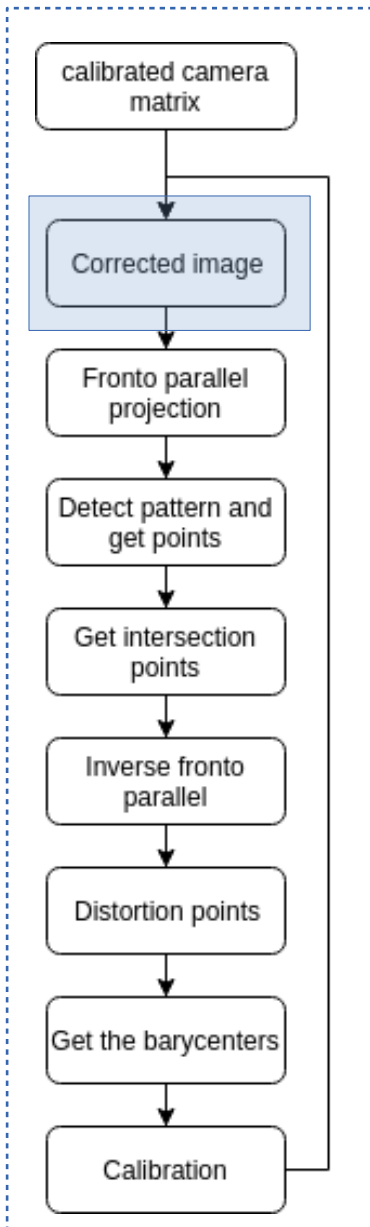 calibrated camera
matrix
Corrected image
Fronto parallel
projection
Detect pattern and
get points
Get intersection
points
Inverse fronto
parallel
Distortion points
Get the barycenters
Calibration